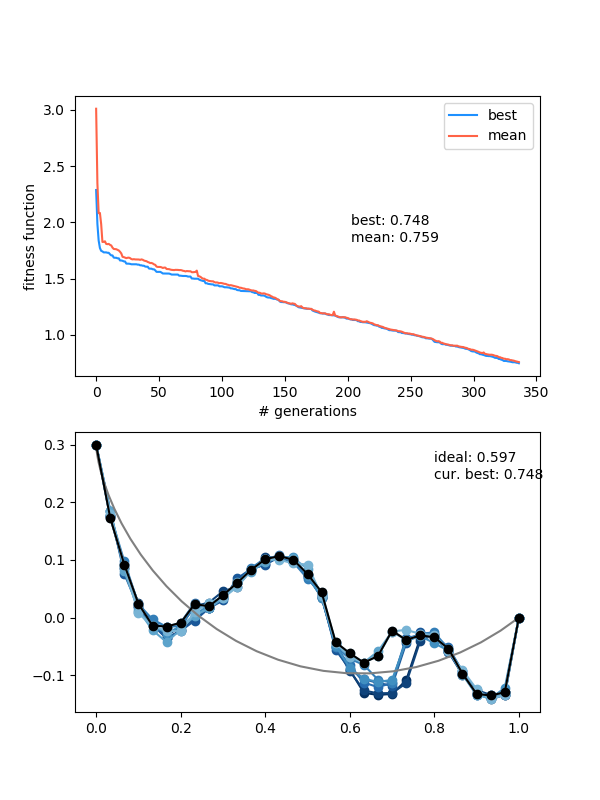 3.0
2.5
2.0
1.5
1.0
fitness function
best
mean
best: 0.748
mean: 0.759
0 50 100 150 200 250 300 350
# generations
0.3
0.2
0.1
0.0
−0.1
ideal: 0.597
cur. best: 0.748
0.0 0.2 0.4 0.6 0.8 1.0